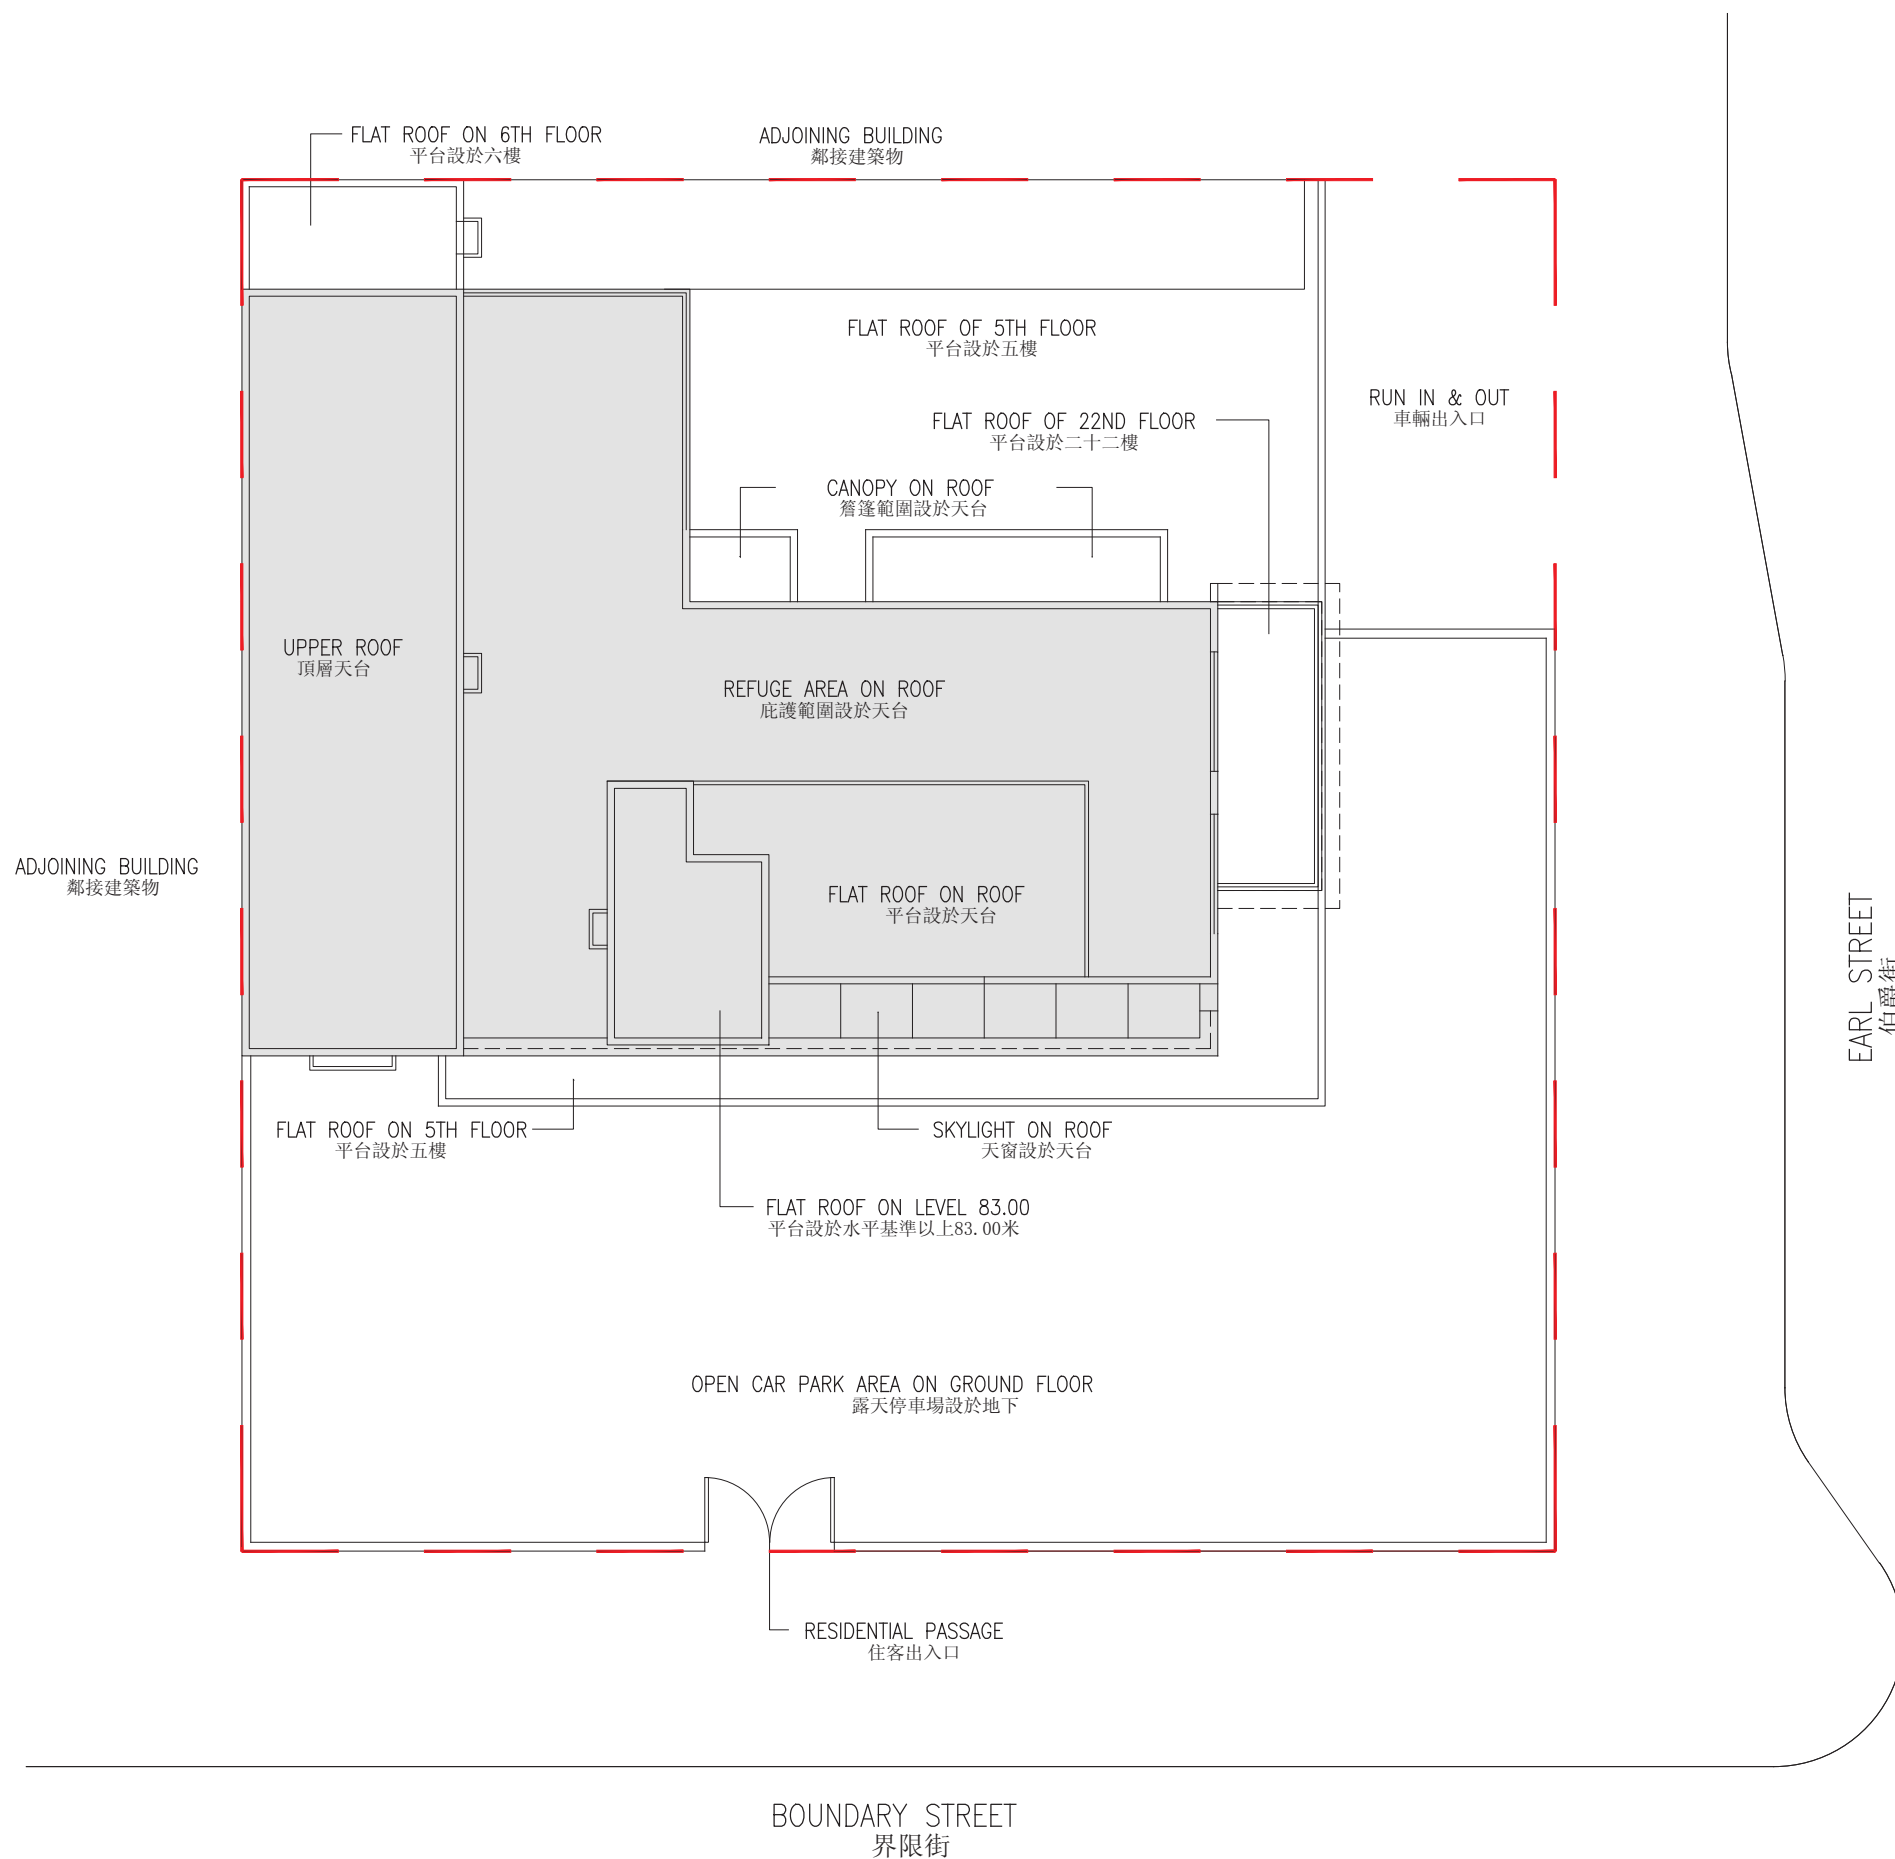 FLAT ROOF ON 6TH FLOOR
平台設於六樓
ADJOINING BUILDING
鄰接建築物
FLAT ROOF OF 5TH FLOOR
平台設於五樓
RUN IN & OUT
車輛出入口
FLAT ROOF OF 22ND FLOOR
平台設於二十二樓
CANOPY ON ROOF
簷篷範圍設於天台
UPPER ROOF
頂層天台
REFUGE AREA ON ROOF
庇護範圍設於天台
ADJOINING BUILDING
鄰接建築物
FLAT ROOF ON ROOF
平台設於天台
EARL STREET
伯爵街
FLAT ROOF ON 5TH FLOOR
平台設於五樓
SKYLIGHT ON ROOF
天窗設於天台
FLAT ROOF ON LEVEL 83.00
平台設於水平基準以上83.00米
OPEN CAR PARK AREA ON GROUND FLOOR
露天停車場設於地下
RESIDENTIAL PASSAGE
住客出入口
BOUNDARY STREET
界限街